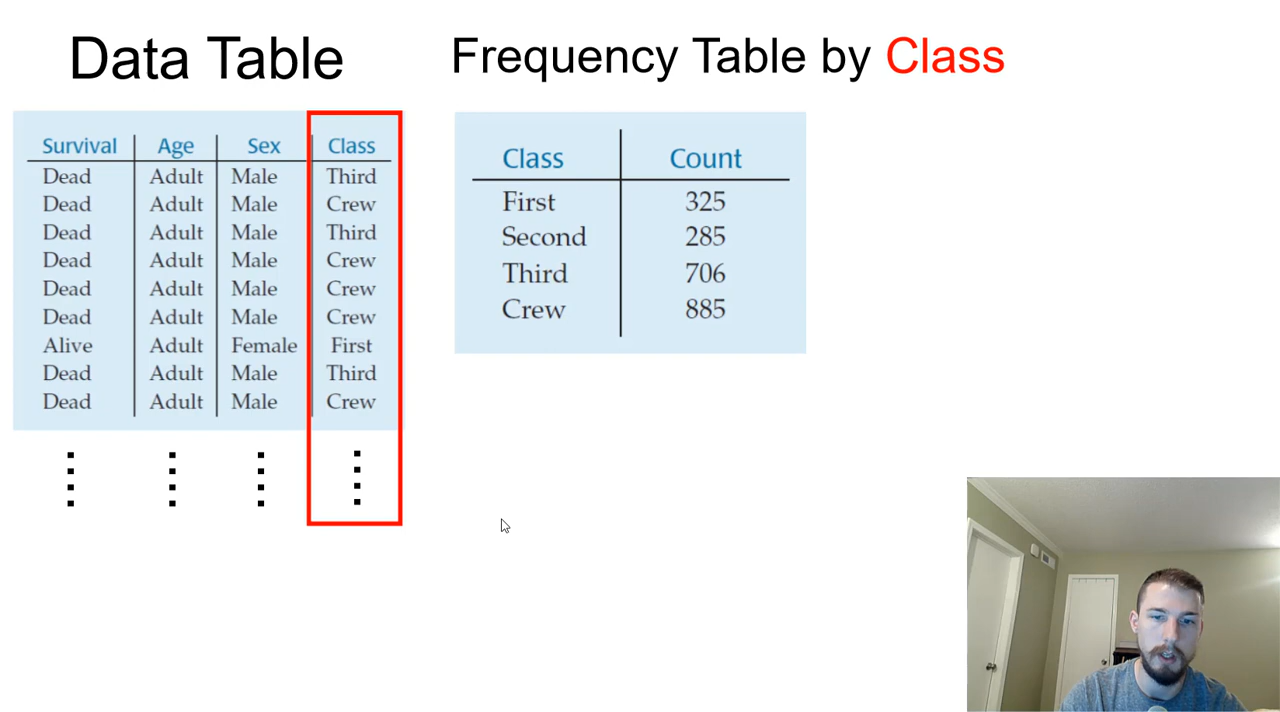 Data Table
Frequency Table by Class
Survival Age Sex Class
Dead Adult Male Third
Dead Adult Male Crew
Dead Adult Male Third
Dead Adult Male Crew
Dead Adult Male Crew
Dead Adult Male Crew
Alive Adult Female First
Dead Adult Male Third
Dead Adult Male Crew
Class Count
First 325
Second 285
Third 706
Crew 885